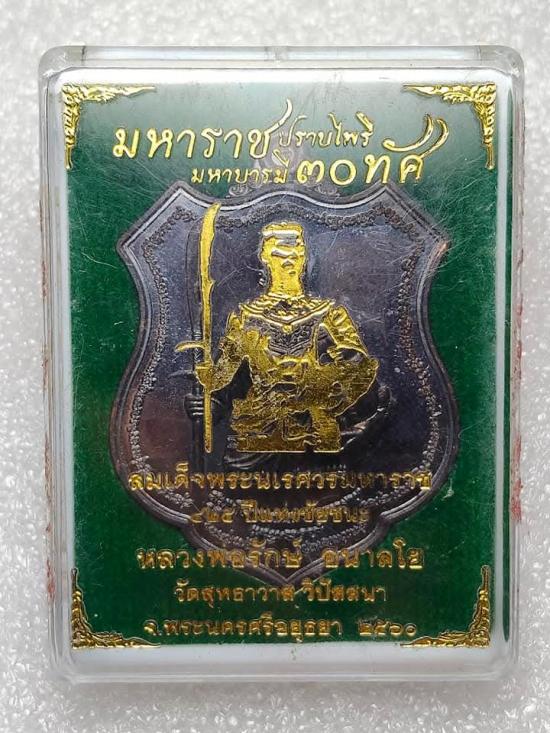 มหาราช ปราบไพรี
มหาบารมี ๓๐ทัศ
สมเด็จพระนเรศวรมหาราช
๔๒๕ ปีแห่งชัยชนะ
หลวงพ่อรักษ์ อนาลโย
วัดสุทธาวาส วิปัสสนา
จ.พระนครศรีอยุธยา ๒๕๖๐